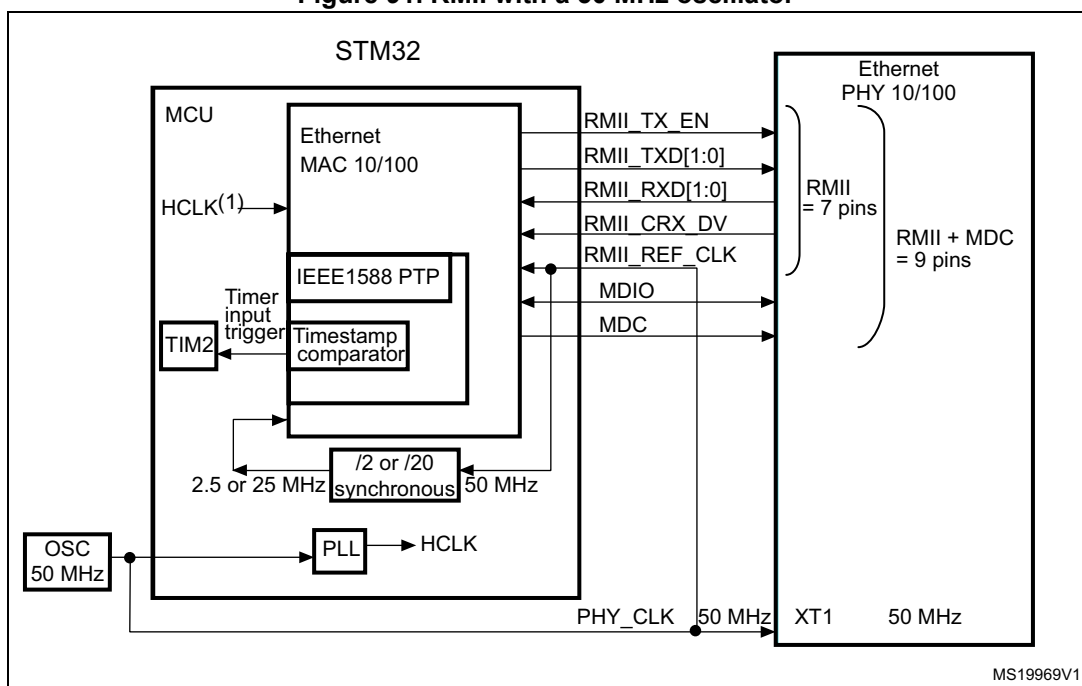 STM32
MCU
Ethernet
MAC 10/100
HCLK(1)
IEEE1588 PTP
Timer
input
trigger
TIM2
Timestamp
comparator
/2 or /20
synchronous
2.5 or 25 MHz
50 MHz
OSC
50 MHz
PLL
HCLK
RMII_TX_EN
RMII_TXD[1:0]
RMII_RXD[1:0]
RMII_CRX_DV
RMII_REF_CLK
MDIO
MDC
Ethernet
PHY 10/100
RMII
= 7 pins
RMII + MDC
= 9 pins
PHY_CLK 50 MHz
XT1 50 MHz
MS19969V1